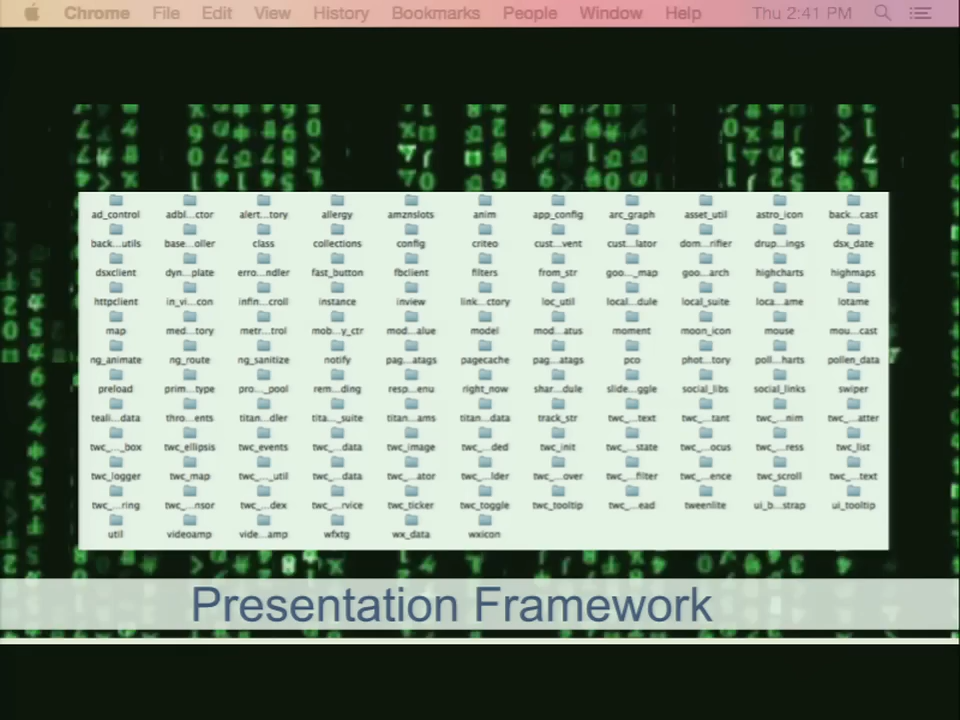 Chrome File Edit View History Bookmarks People Window Help Thu 2:41 PM
ad_control adbl...ctor alert...tory allergy amznslots anim app_config arc_graph asset_util astro_icon back...cast
back...utils base...oller class collections config criteo cust...vent cust...lator dom...rifier drup...ings dsx_date
dsxclient dyn...plate erro...ndler fast_button fbclient filters from_str goo..._map goo...arch highcharts highmaps
httpclient in_vi...con infin...croll instance inview link...ctory loc_util local...dule local_suite loca...ame lotame
map med...tory metr...trol mob...y_ctr mod...alue model mod...atus moment moon_icon mouse mou...cast
ng_animate ng_route ng_sanitize notify pag...atags pagecache pag...atags pco phot...tory poll...harts pollen_data
preload prim...type pro..._pool rem...ding resp...enu right_now shar...dule slide...ggle social_libs social_links swiper
teali...data thro...ents titan...dler tita..._suite titan...ams titan...data track_str twc_...text twc_...tant twc_...nim twc_...atter
twc_..._box twc_ellipsis twc_events twc_...data twc_image twc_...ded twc_init twc_...state twc_...ocus twc_...ress twc_list
twc_logger twc_map twc_..._util twc_...data twc_...ator twc_...lder twc_...over twc_...filter twc_...ence twc_scroll twc_...text
twc_...ring twc_...nsor twc_...dex twc_...rvice twc_ticker twc_toggle twc_tooltip twc_...ead tweenlite ui_b...strap ui_tooltip
util videoamp vide...amp wfxtg wx_data wxicon
Presentation Framework